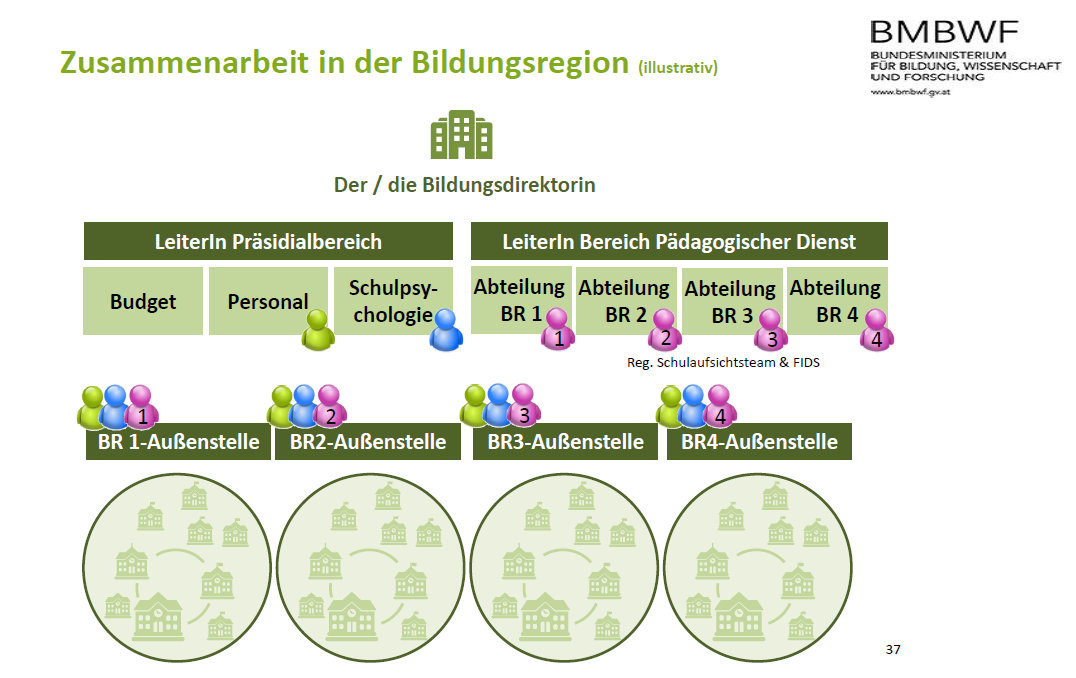 Zusammenarbeit in der Bildungsregion (illustrativ)
BMBWF
BUNDESMINISTERIUM
FÜR BILDUNG, WISSENSCHAFT
UND FORSCHUNG
www.bmbwf.gv.at
Der / die Bildungsdirektorin
LeiterIn Präsidialbereich
LeiterIn Bereich Pädagogischer Dienst
Budget
Personal
Schulpsy-
chologie
Abteilung
BR 1
1
Abteilung
BR 2
2
Abteilung
BR 3
3
Abteilung
BR 4
4
Reg. Schulaufsichtsteam & FIDS
1
BR 1-Außenstelle
2
BR2-Außenstelle
3
BR3-Außenstelle
4
BR4-Außenstelle
37